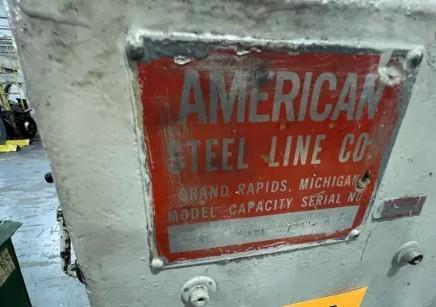 AMERICAN
STEEL LINE CO
GRAND RAPIDS, MICHIGAN
MODEL-CAPACITY SERIAL NO.